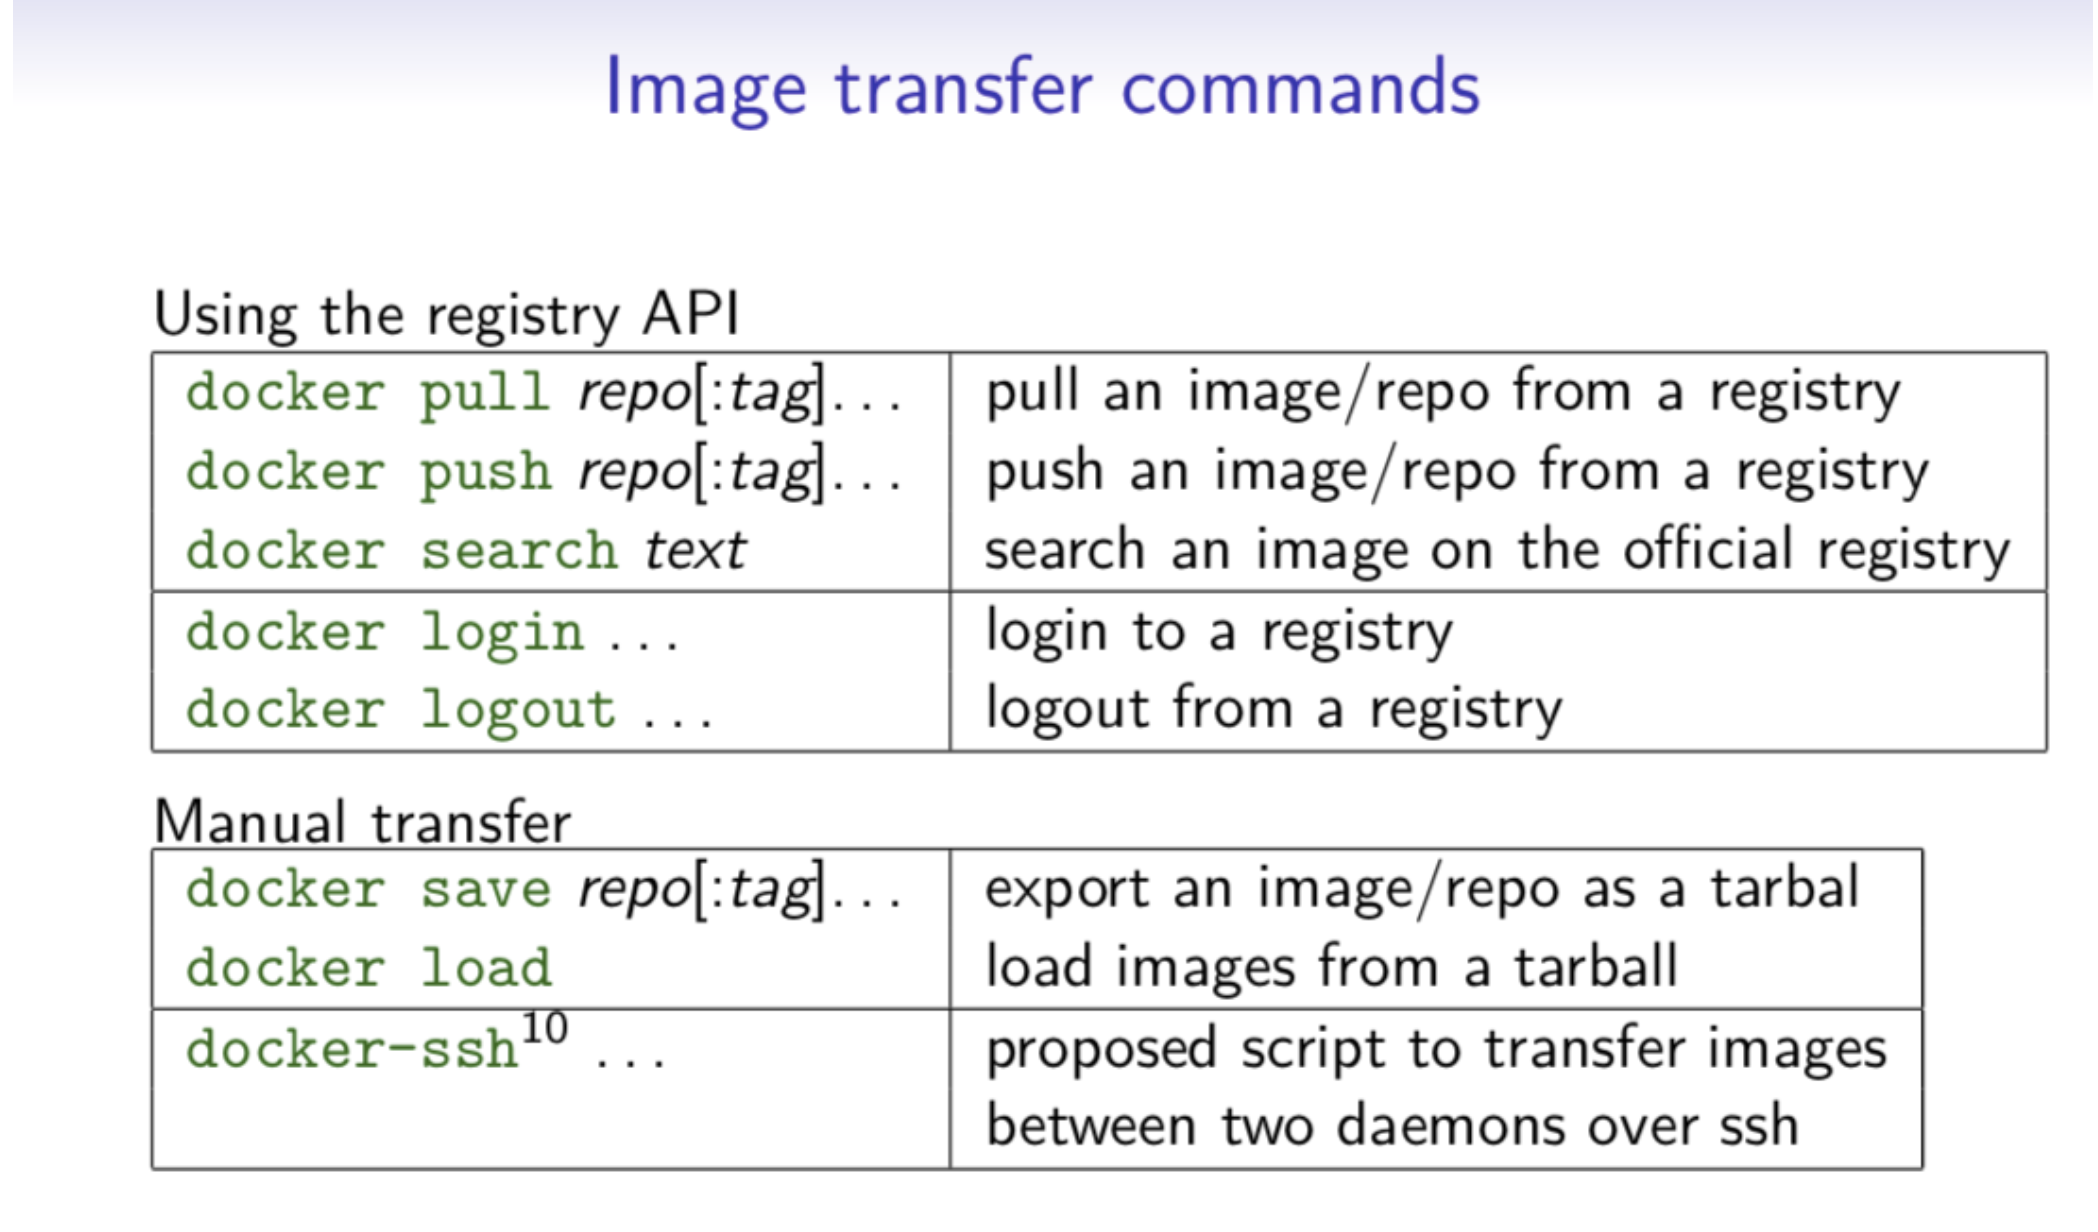 Image transfer commands
Using the registry API
docker pull repo[:tag]... pull an image/repo from a registry
docker push repo[:tag]... push an image/repo from a registry
docker search text search an image on the official registry
docker login ... login to a registry
docker logout ... logout from a registry
Manual transfer
docker save repo[:tag]... export an image/repo as a tarbal
docker load load images from a tarball
docker-ssh10 ... proposed script to transfer images
between two daemons over ssh